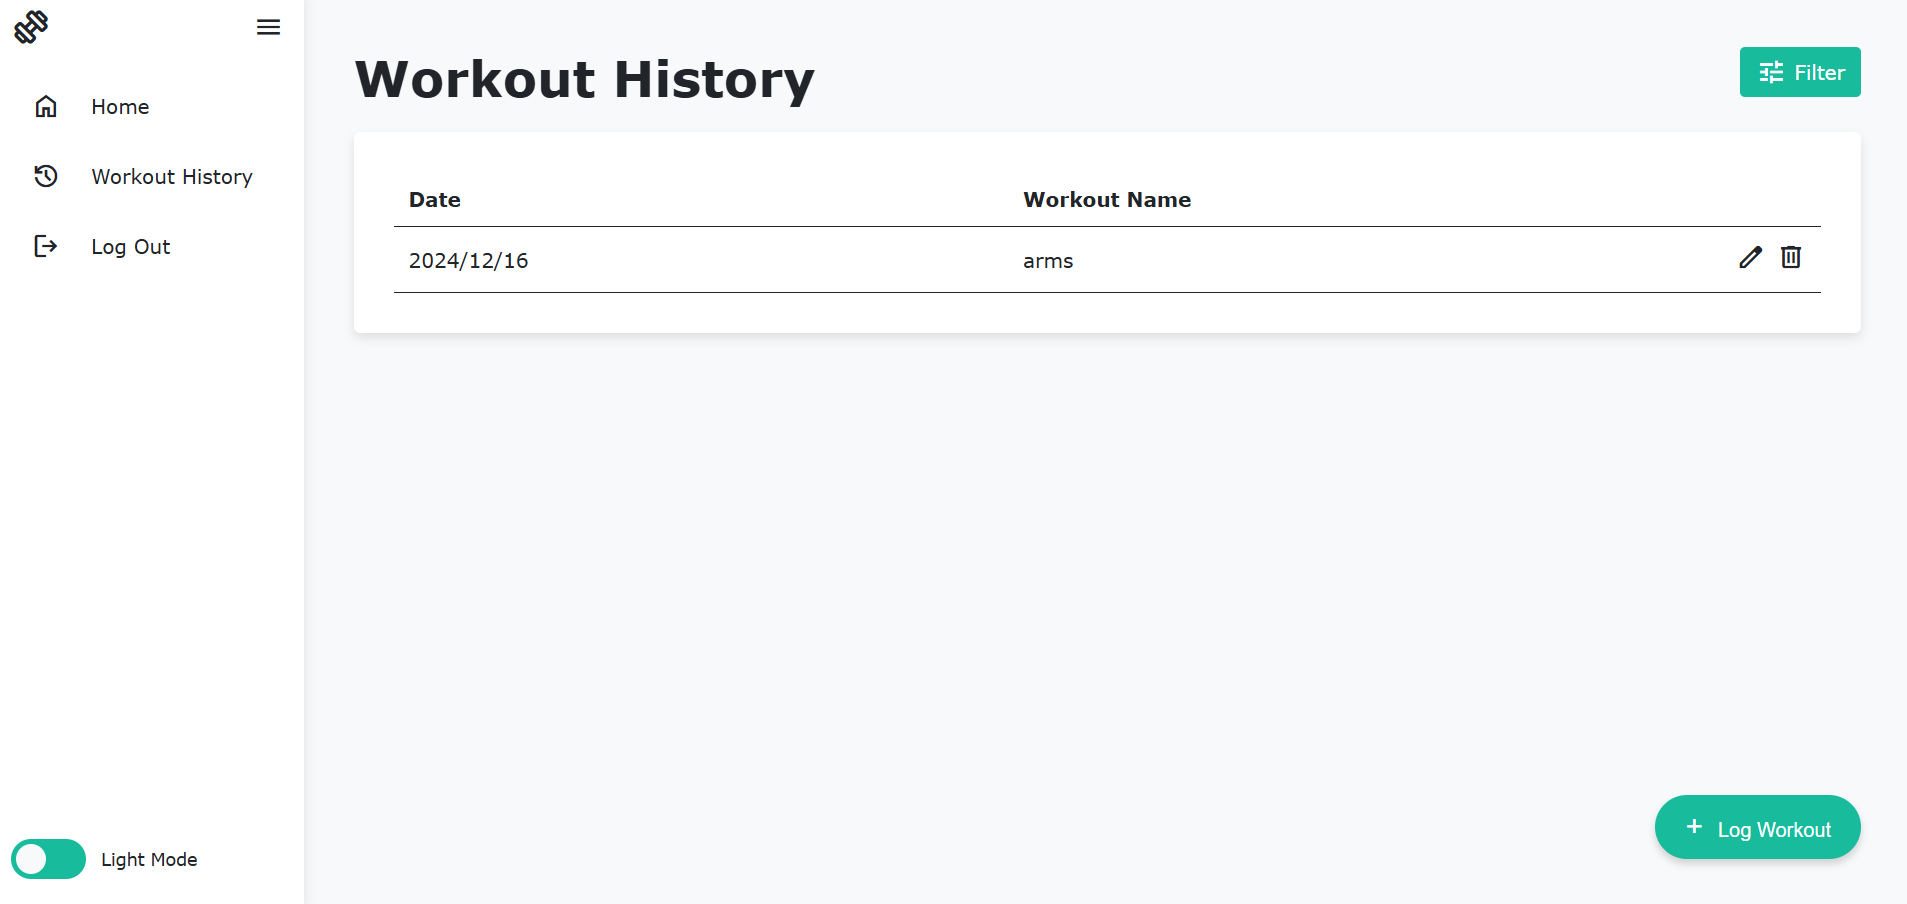 Home
Workout History
Log Out
Light Mode
Workout History
Filter
Date Workout Name
2024/12/16 arms
+ Log Workout